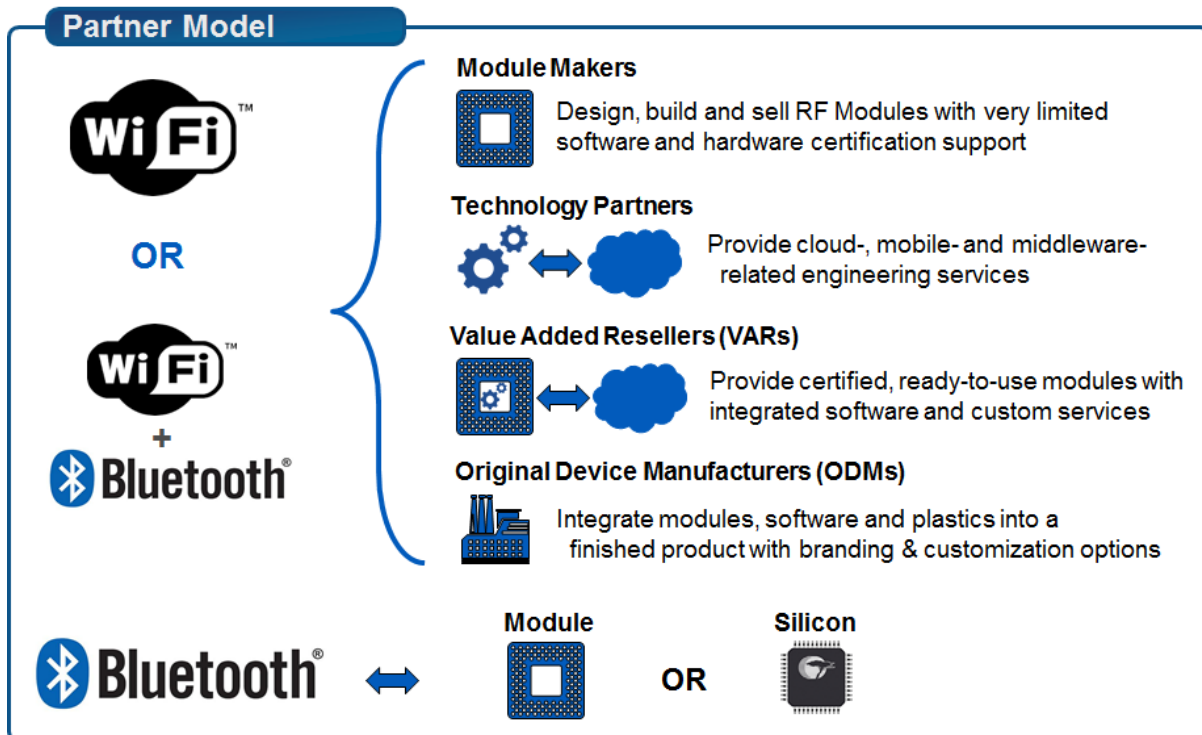 Partner Model
WiFi™
OR
WiFi™
+
Bluetooth®
Module Makers
Design, build and sell RF Modules with very limited
software and hardware certification support
Technology Partners
Provide cloud-, mobile- and middleware-
related engineering services
Value Added Resellers (VARs)
Provide certified, ready-to-use modules with
integrated software and custom services
Original Device Manufacturers (ODMs)
Integrate modules, software and plastics into a
finished product with branding & customization options
Bluetooth®
Module
OR
Silicon